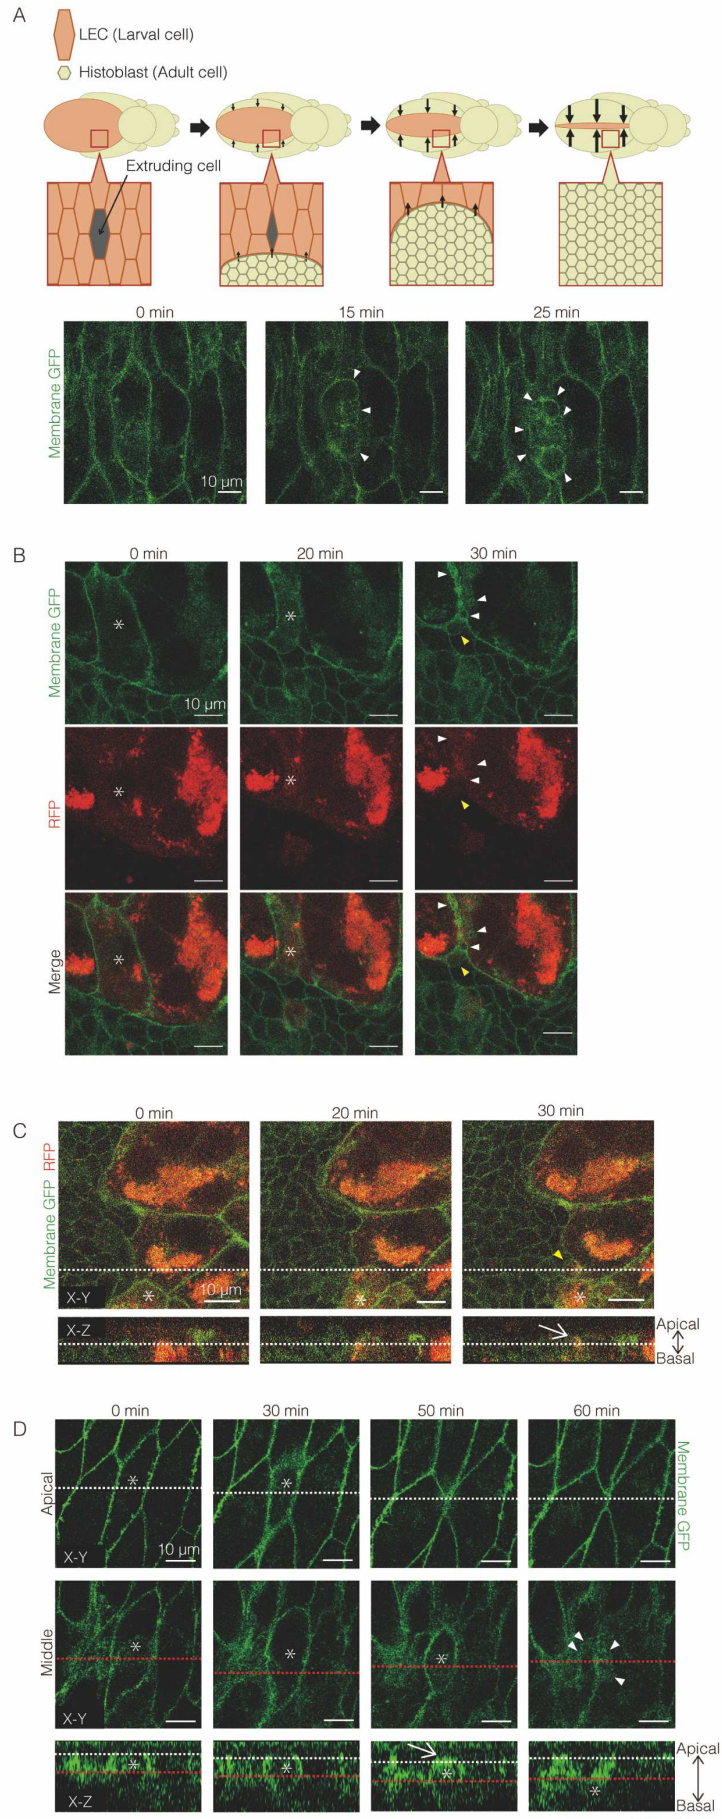 A
LEC (Larval cell)
Histoblast (Adult cell)
Extruding cell
0 min
15 min
25 min
Membrane GFP
10 μm
B
0 min
20 min
30 min
Membrane GFP
*
*
10 μm
RFP
*
*
Merge
*
*
C
0 min
20 min
30 min
Membrane GFP RFP
X-Y
*
10 μm
*
*
X-Z
Apical
Basal
D
0 min
30 min
50 min
60 min
Apical
*
*
Membrane GFP
X-Y
10 μm
Middle
*
*
*
X-Y
*
*
*
*
X-Z
Apical
Basal